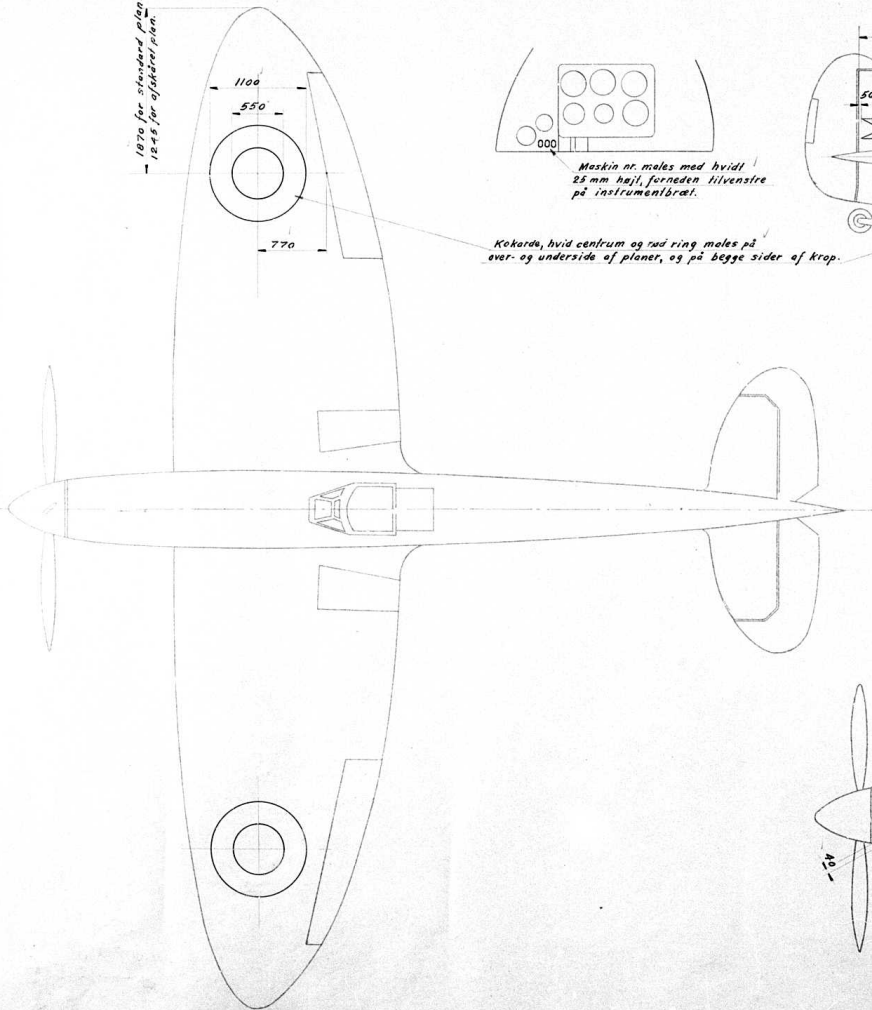 1870 for standard plan
1245 for afskåret plan.
1100
550
770
Maskin nr. males med hvidt
25 mm højt, forneden tilvenstre
på instrumentbræt.
000
50
Kokarde, hvid centrum og rød ring males på
over- og underside af planer, og på begge sider af krop.
40